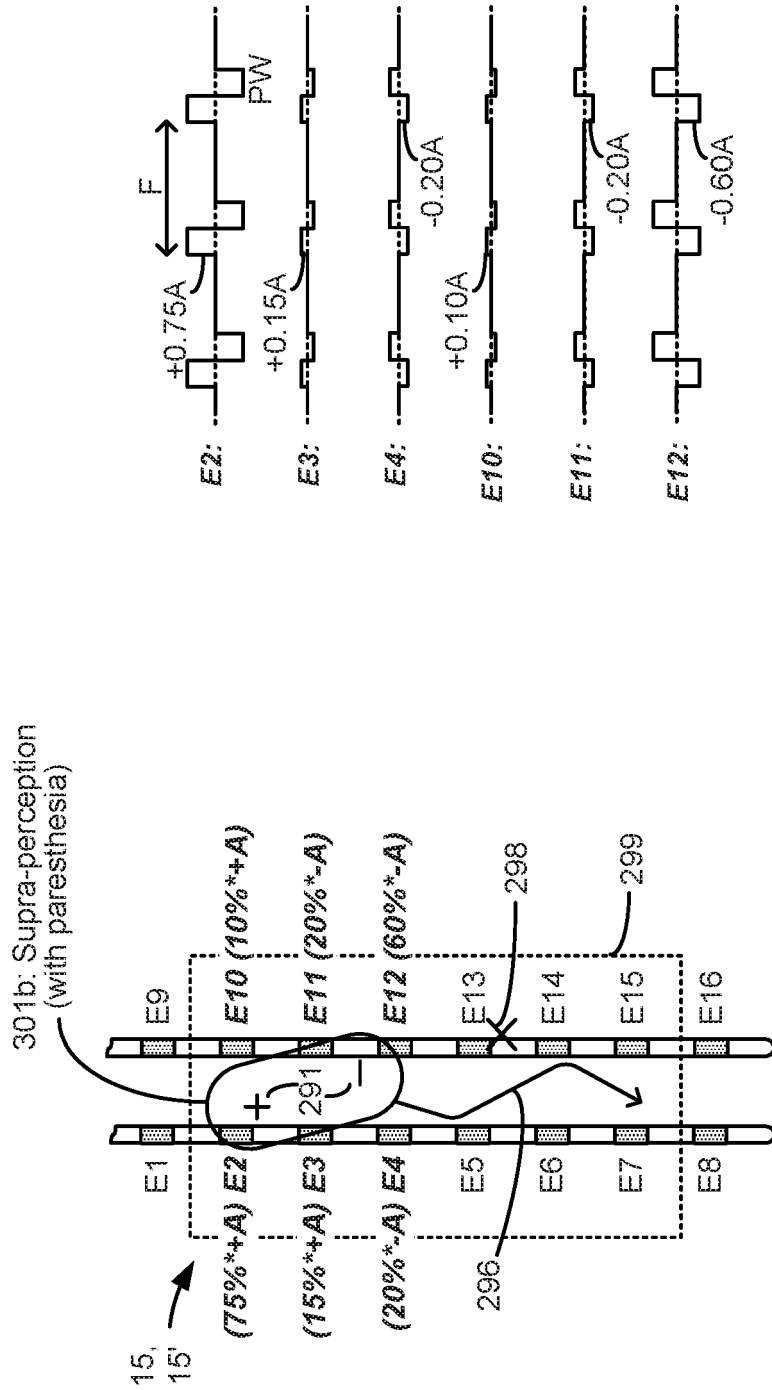 15,
15'
301b: Supra-perception
(with paresthesia)
E1
E9
(75%*+A) E2
E10 (10%*+A)
(15%*+A) E3
E11 (20%*-A)
(20%*-A) E4
E12 (60%*-A)
+
291
–
E5
E13
E6
E14
E7
E15
E8
E16
296
298
299
E2:
+0.75A
F
PW
E3:
+0.15A
E4:
-0.20A
E10:
+0.10A
E11:
-0.20A
E12:
-0.60A